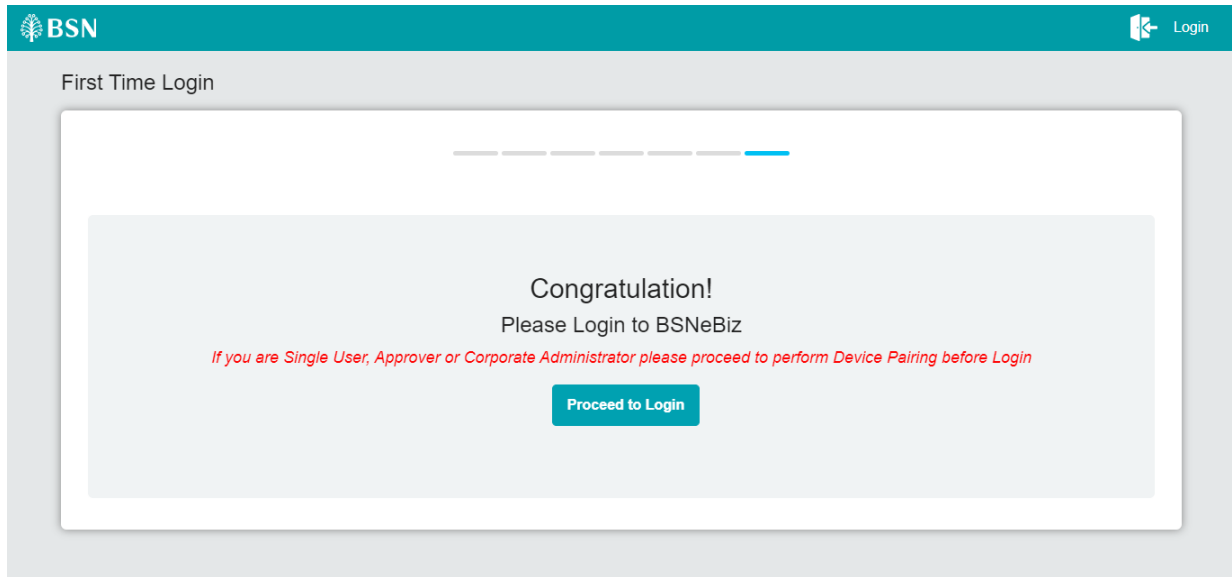 BSN
Login
First Time Login
Congratulation!
Please Login to BSNeBiz
If you are Single User, Approver or Corporate Administrator please proceed to perform Device Pairing before Login
Proceed to Login